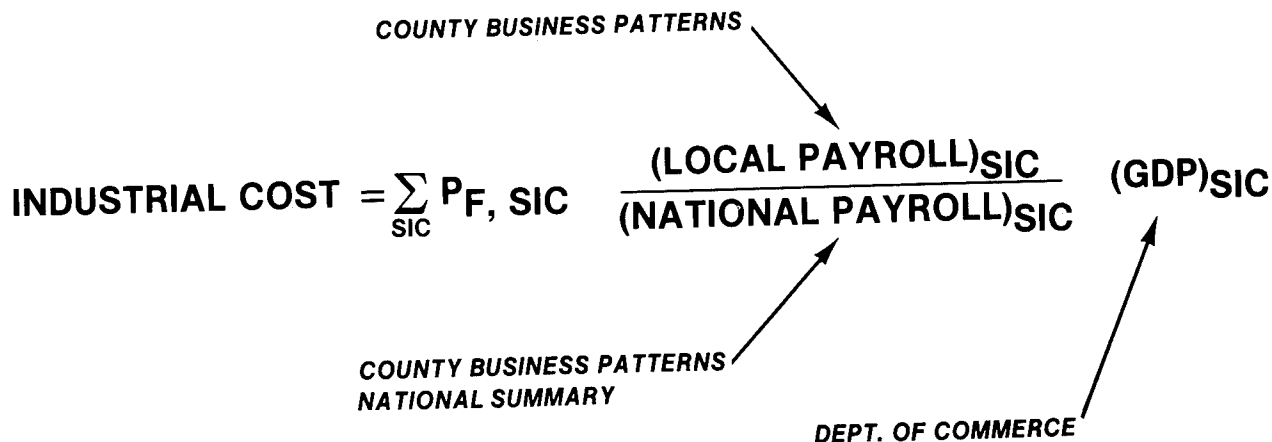 COUNTY BUSINESS PATTERNS
(LOCAL PAYROLL)SIC
INDUSTRIAL COST = ∑ PF, SIC (GDP)SIC
SIC
(NATIONAL PAYROLL)SIC
COUNTY BUSINESS PATTERNS
NATIONAL SUMMARY
DEPT. OF COMMERCE